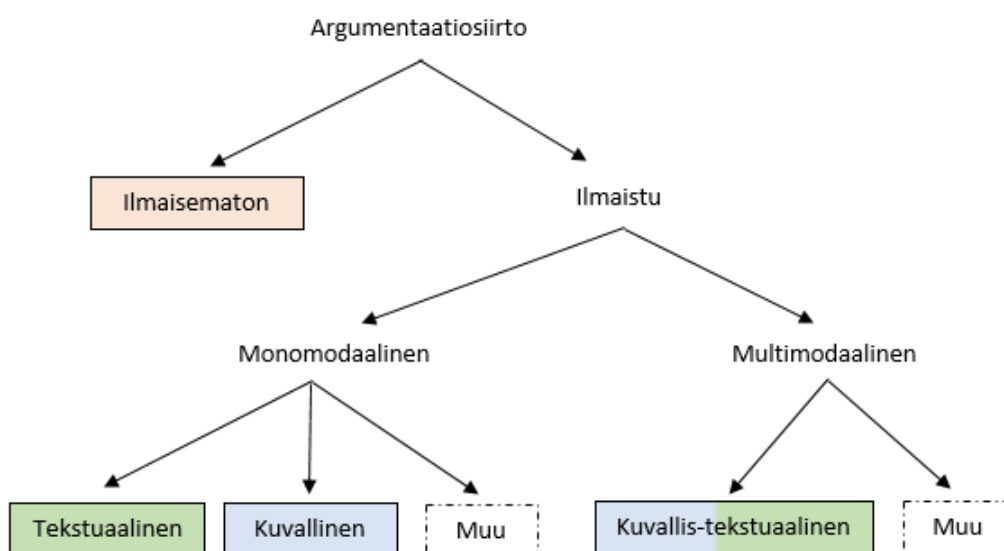 Argumentaatiosiirto
Ilmaisematon
Ilmaistu
Monomodaalinen
Multimodaalinen
Tekstuaalinen
Kuvallinen
Muu
Kuvallis-tekstuaalinen
Muu